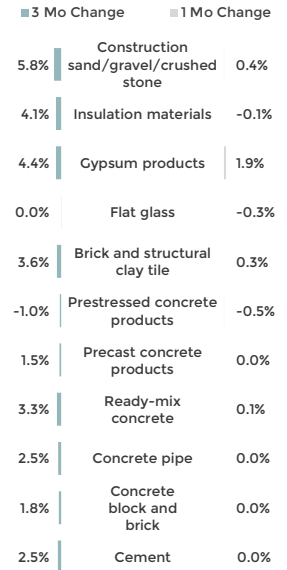 3 Mo Change 1 Mo Change
Construction
5.8% sand/gravel/crushed 0.4%
stone
4.1% Insulation materials -0.1%
4.4% Gypsum products 1.9%
0.0% Flat glass -0.3%
Brick and structural
3.6% 0.3%
clay tile
Prestressed concrete
-1.0% -0.5%
products
Precast concrete
1.5% 0.0%
products
Ready-mix
3.3% 0.1%
concrete
2.5% Concrete pipe 0.0%
Concrete
1.8% block and 0.0%
brick
2.5% Cement 0.0%